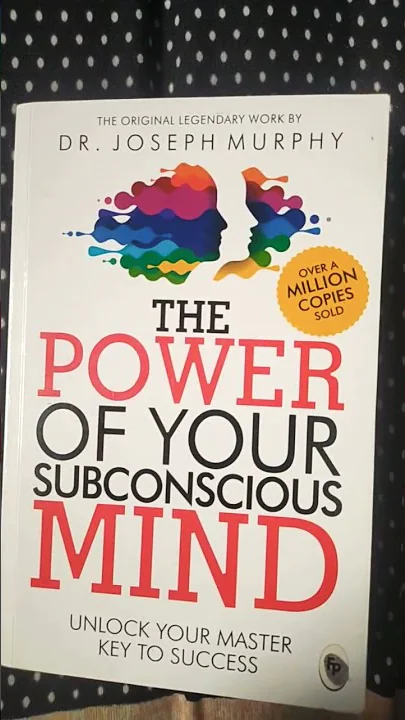 THE ORIGINAL LEGENDARY WORK BY
DR. JOSEPH MURPHY
OVER A
MILLION
COPIES
SOLD
THE
POWER
OF YOUR
SUBCONSCIOUS
MIND
UNLOCK YOUR MASTER
KEY TO SUCCESS
FP